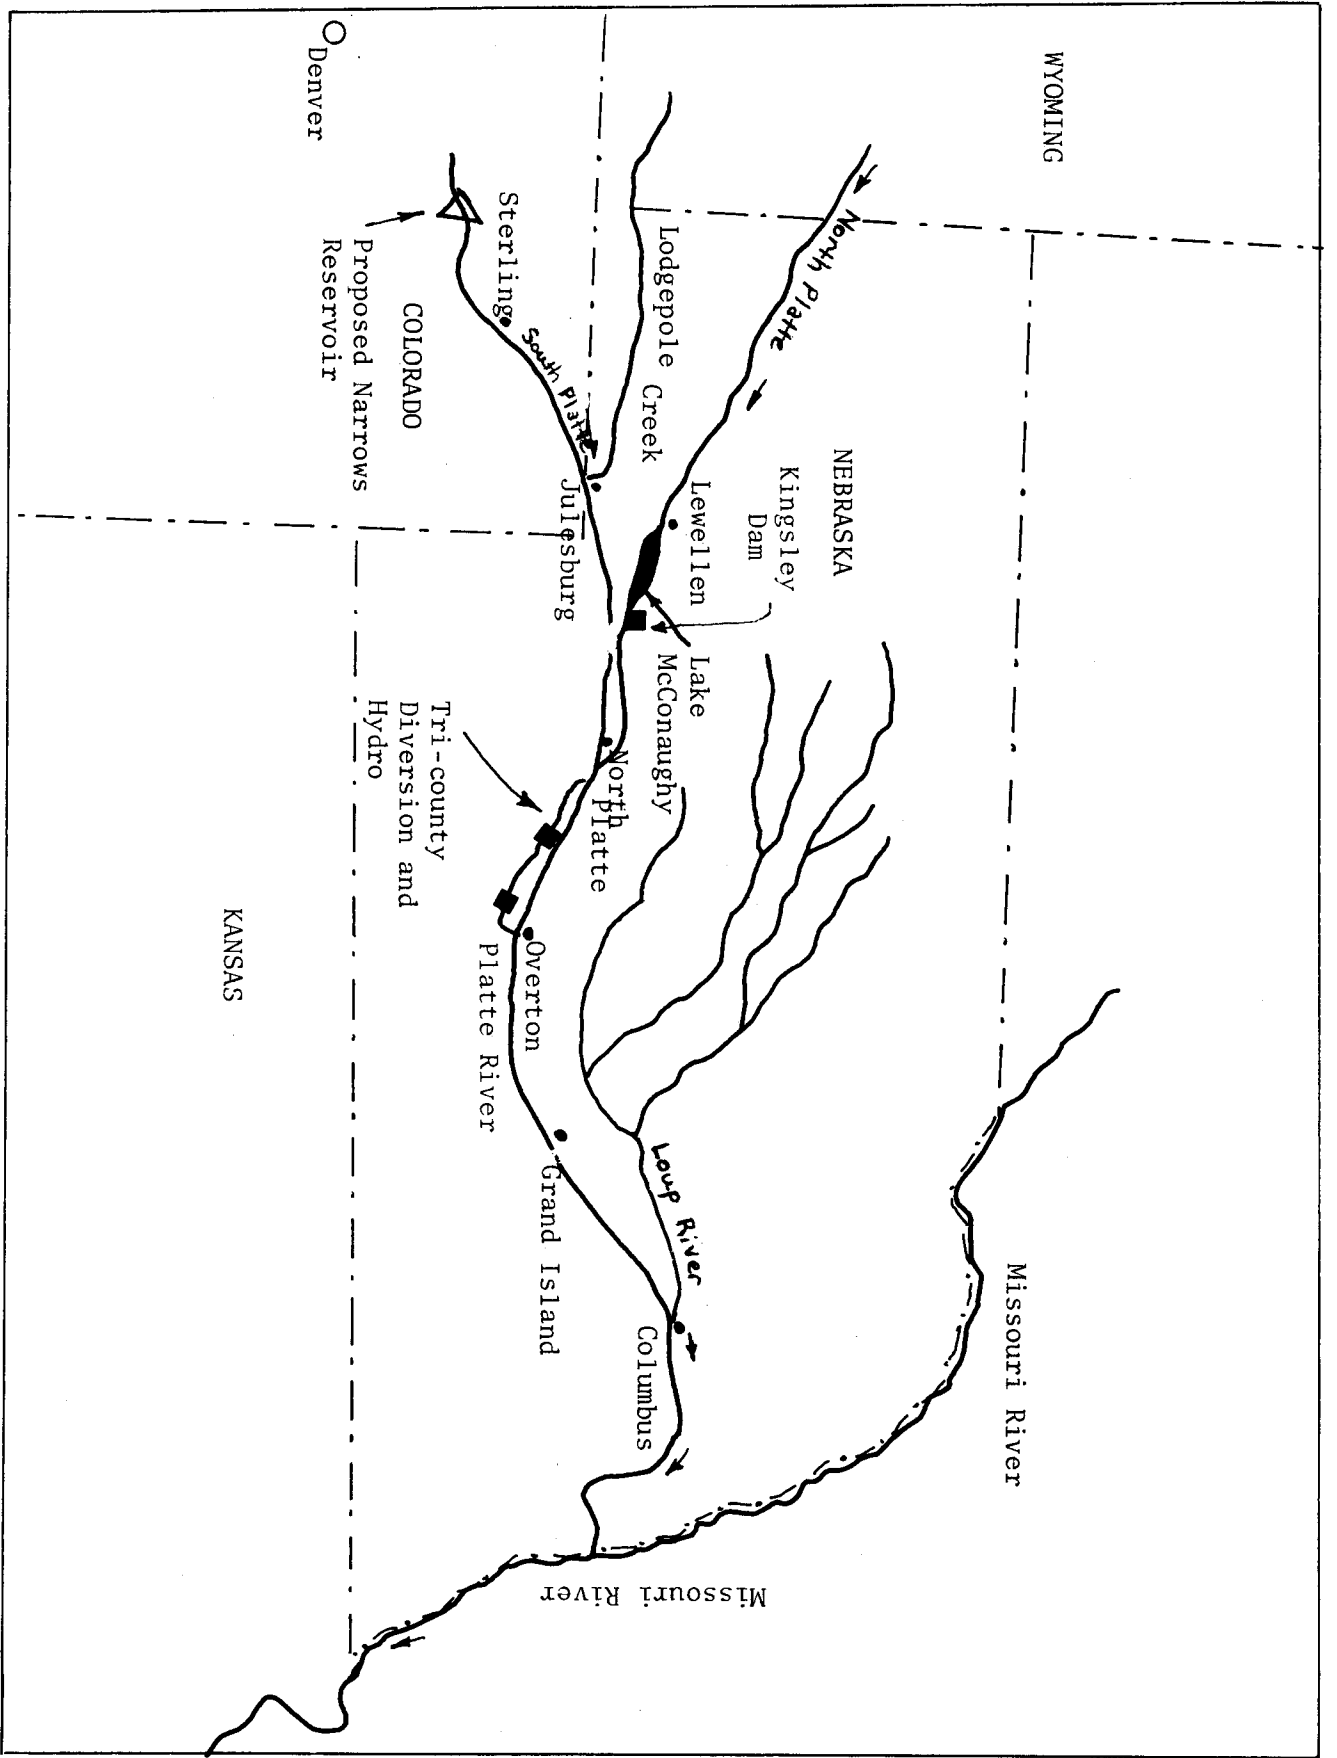 WYOMING
North Platte
NEBRASKA
Missouri River
Kingsley
Dam
Lewellen
Lake
McConaughy
Lodgepole
Creek
Loup River
Columbus
North
Platte
Julesburg
South Platte
Sterling
Overton
Grand Island
Platte River
Missouri River
Tri-county
Diversion and
Hydro
COLORADO
Proposed Narrows
Reservoir
Denver
KANSAS